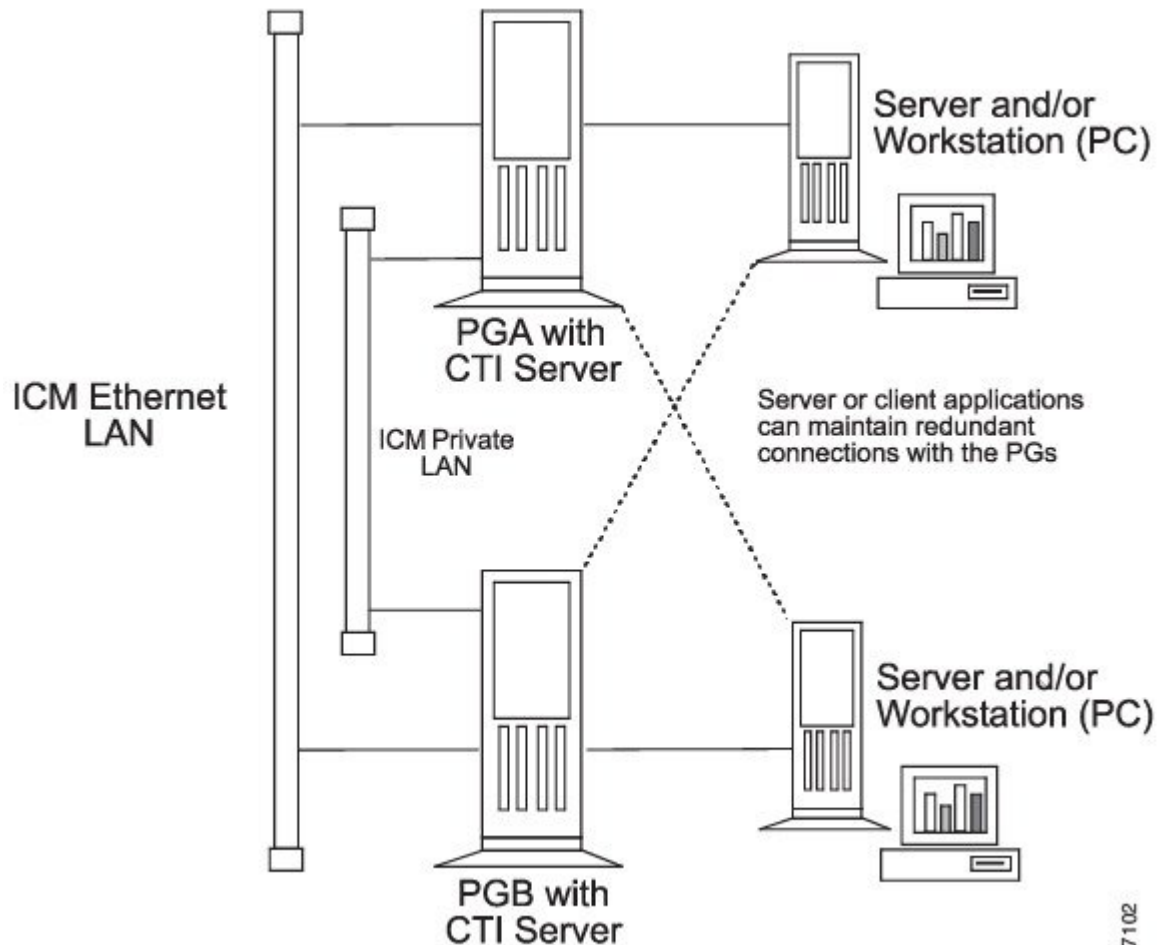 Server and/or
Workstation (PC)
PGA with
CTI Server
ICM Ethernet
LAN
ICM Private
LAN
Server or client applications
can maintain redundant
connections with the PGs
Server and/or
Workstation (PC)
PGB with
CTI Server
7102